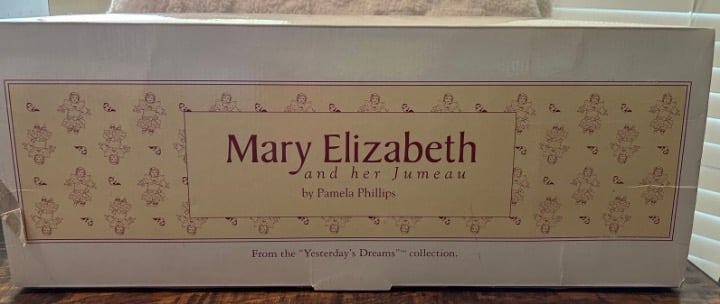 Mary Elizabeth
and her Jumeau
by Pamela Phillips
From the "Yesterday's Dreams"™ collection.